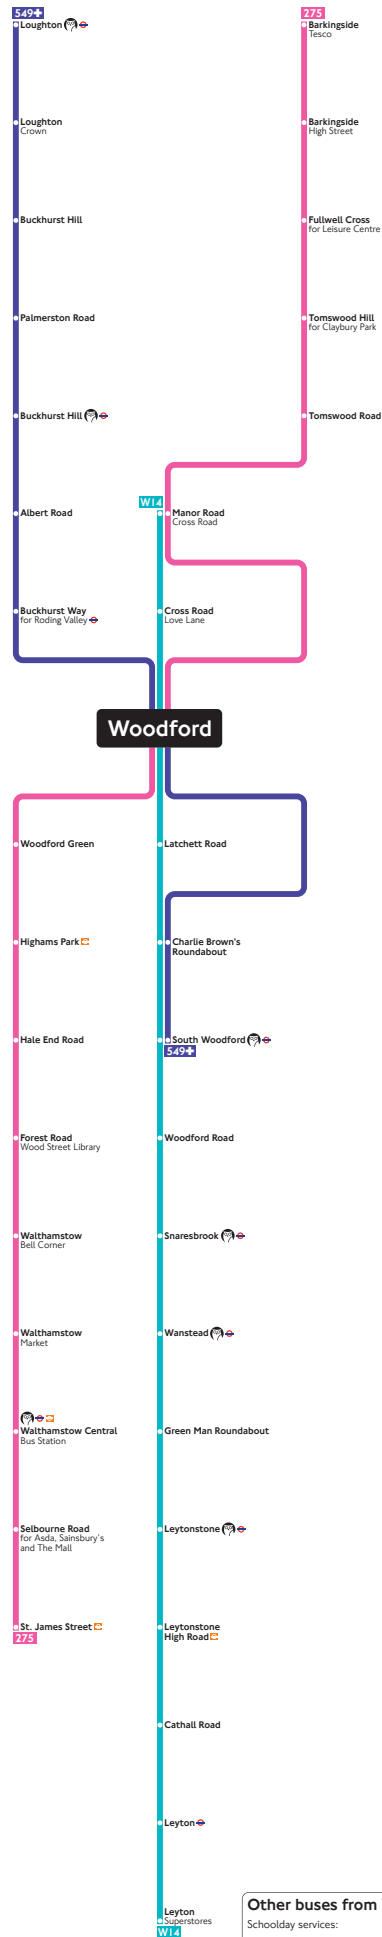 549+
Loughton
Loughton
Crown
Buckhurst Hill
Palmerston Road
Buckhurst Hill
Albert Road
Buckhurst Way
for Roding Valley
275
Barkingside
Tesco
Barkingside
High Street
Fullwell Cross
for Leisure Centre
Tomswood Hill
for Claybury Park
Tomswood Road
W14
Manor Road
Cross Road
Cross Road
Love Lane
Woodford
Woodford Green
Highams Park
Hale End Road
Forest Road
Wood Street Library
Walthamstow
Bell Corner
Walthamstow
Market
Walthamstow Central
Bus Station
Selbourne Road
for Asda, Sainsbury's
and The Mall
St. James Street
275
Latchett Road
Charlie Brown's
Roundabout
South Woodford
549+
Woodford Road
Snaresbrook
Wanstead
Green Man Roundabout
Leytonstone
Leytonstone
High Road
Cathall Road
Leyton
Leyton
Superstores
W14
Other buses from
Schoolday services: